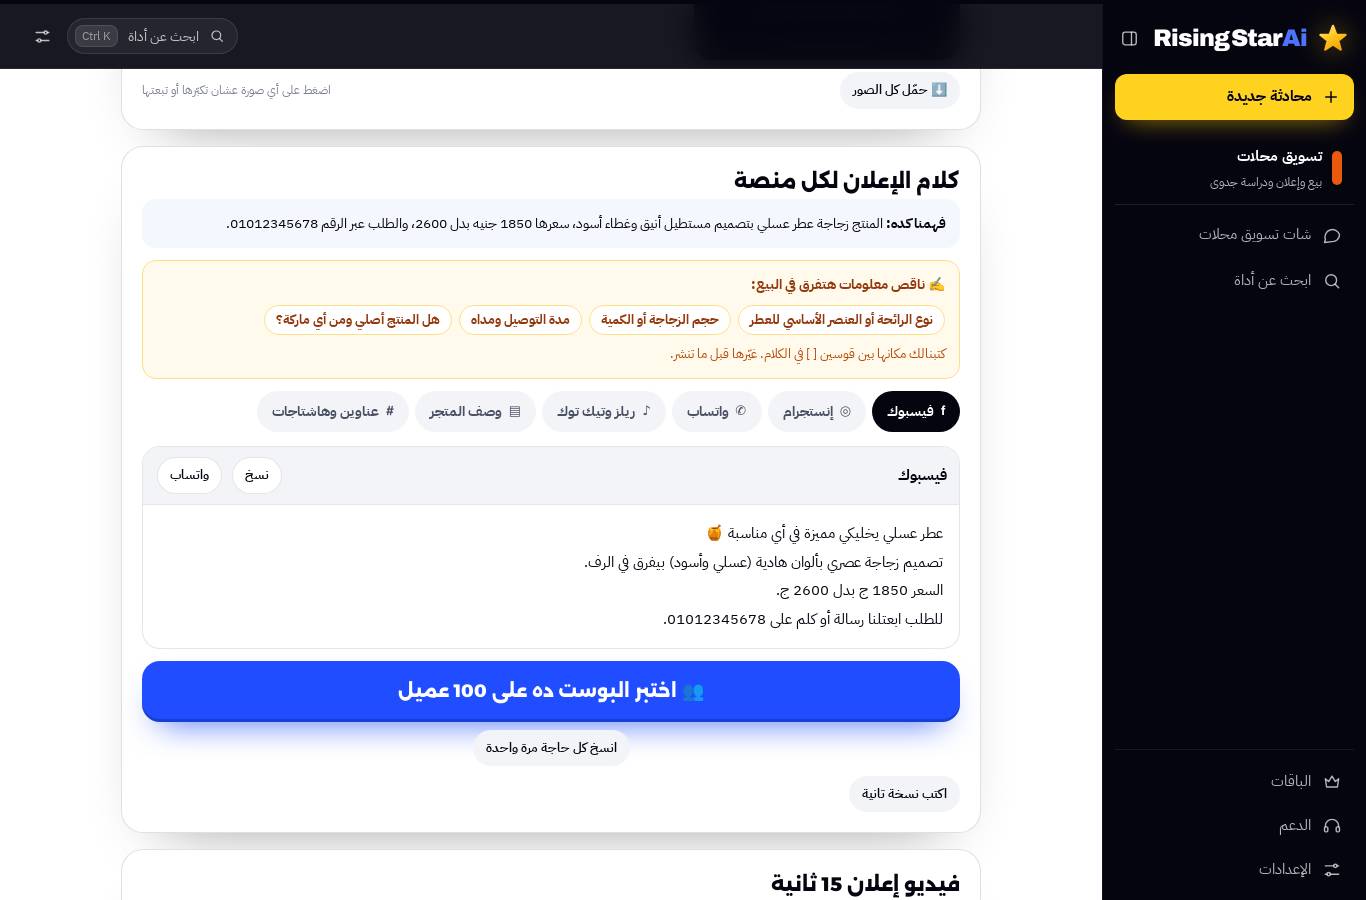 RisingStarAi
محادثة جديدة
تسويق محلات
بيع وإعلان ودراسة جدوى
شات تسويق محلات
ابحث عن أداة
الباقات
الدعم
الإعدادات
ابحث عن أداة Ctrl K
حمّل كل الصور
اضغط على أي صورة عشان تكبّرها أو تبعتها
كلام الإعلان لكل منصة
فهمنا كده: المنتج زجاجة عطر عسلي بتصميم مستطيل أنيق وغطاء أسود، سعرها 1850 جنيه بدل 2600، والطلب عبر الرقم 01012345678.
✍️ ناقص معلومات هتفرق في البيع:
نوع الرائحة أو العنصر الأساسي للعطر
حجم الزجاجة أو الكمية
مدة التوصيل ومداه
هل المنتج أصلي ومن أي ماركة؟
كتبنالك مكانها بين قوسين [ ] في الكلام. غيّرها قبل ما تنشر.
f فيسبوك
◎ إنستجرام
✆ واتساب
♪ ريلز وتيك توك
▤ وصف المتجر
# عناوين وهاشتاجات
فيسبوك
نسخ
واتساب
عطر عسلي يخليكي مميزة في أي مناسبة 🍯
تصميم زجاجة عصري بألوان هادية (عسلي وأسود) بيفرق في الرف.
السعر 1850 ج بدل 2600 ج.
للطلب ابعتلنا رسالة أو كلم على 01012345678.
👥 اختبر البوست ده على 100 عميل
انسخ كل حاجة مرة واحدة
اكتب نسخة تانية
فيديو إعلان 15 ثانية